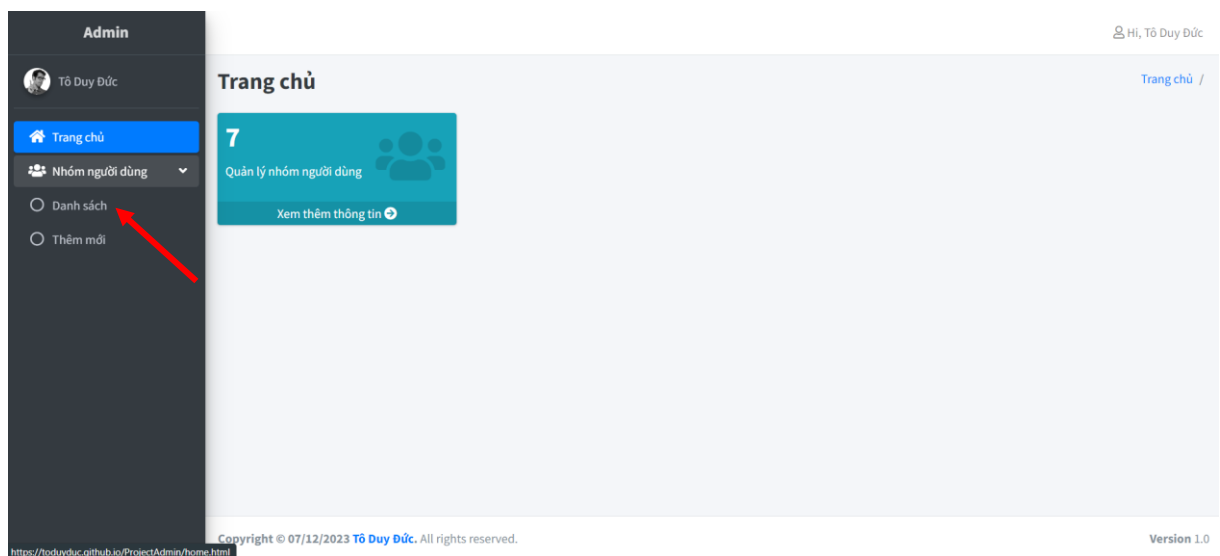 Admin
Hi, Tô Duy Đức
Tô Duy Đức
Trang chủ
Trang chủ /
Trang chủ
Nhóm người dùng
Danh sách
Thêm mới
7
Quản lý nhóm người dùng
Xem thêm thông tin
Copyright © 07/12/2023 Tô Duy Đức. All rights reserved.
Version 1.0
https://toduyduc.github.io/ProjectAdmin/home.html